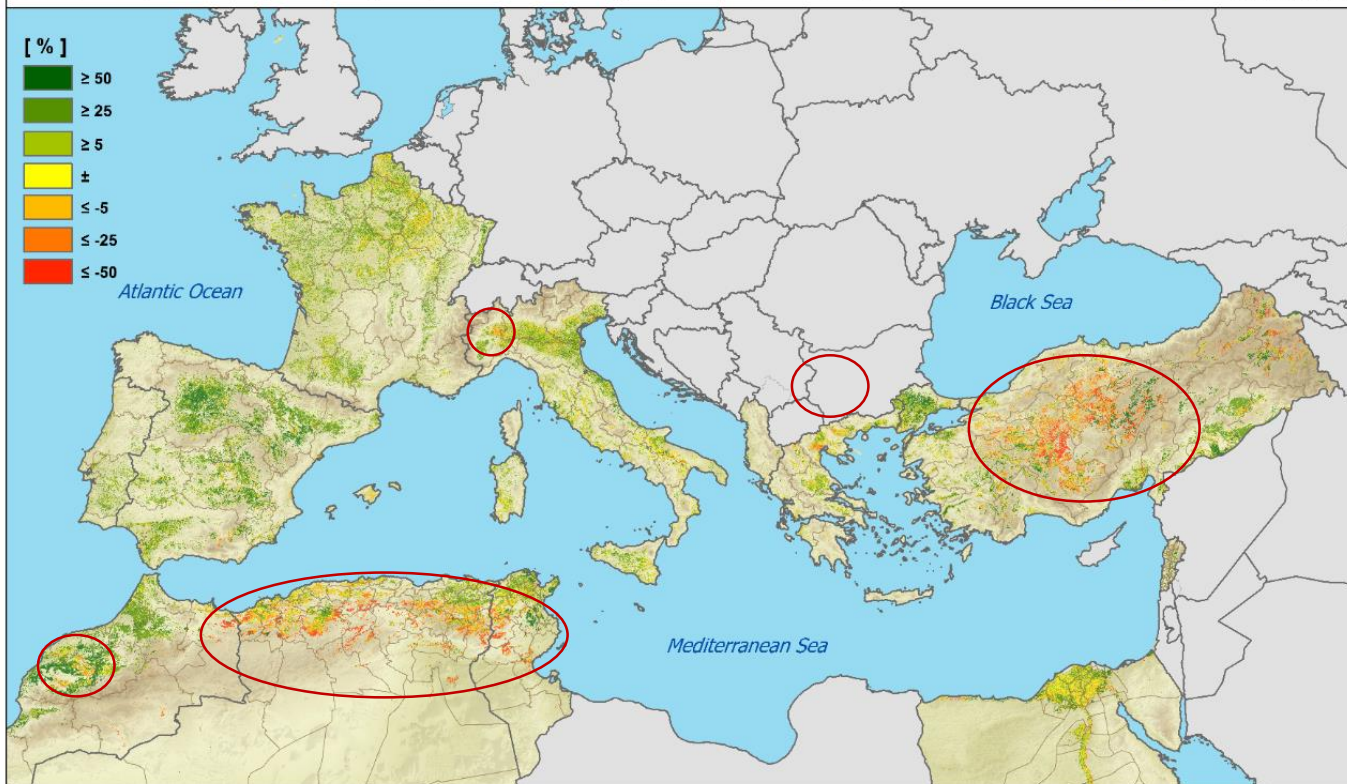 [ % ]
≥ 50
≥ 25
≥ 5
±
≤ -5
≤ -25
≤ -50
Atlantic Ocean
Black Sea
Mediterranean Sea